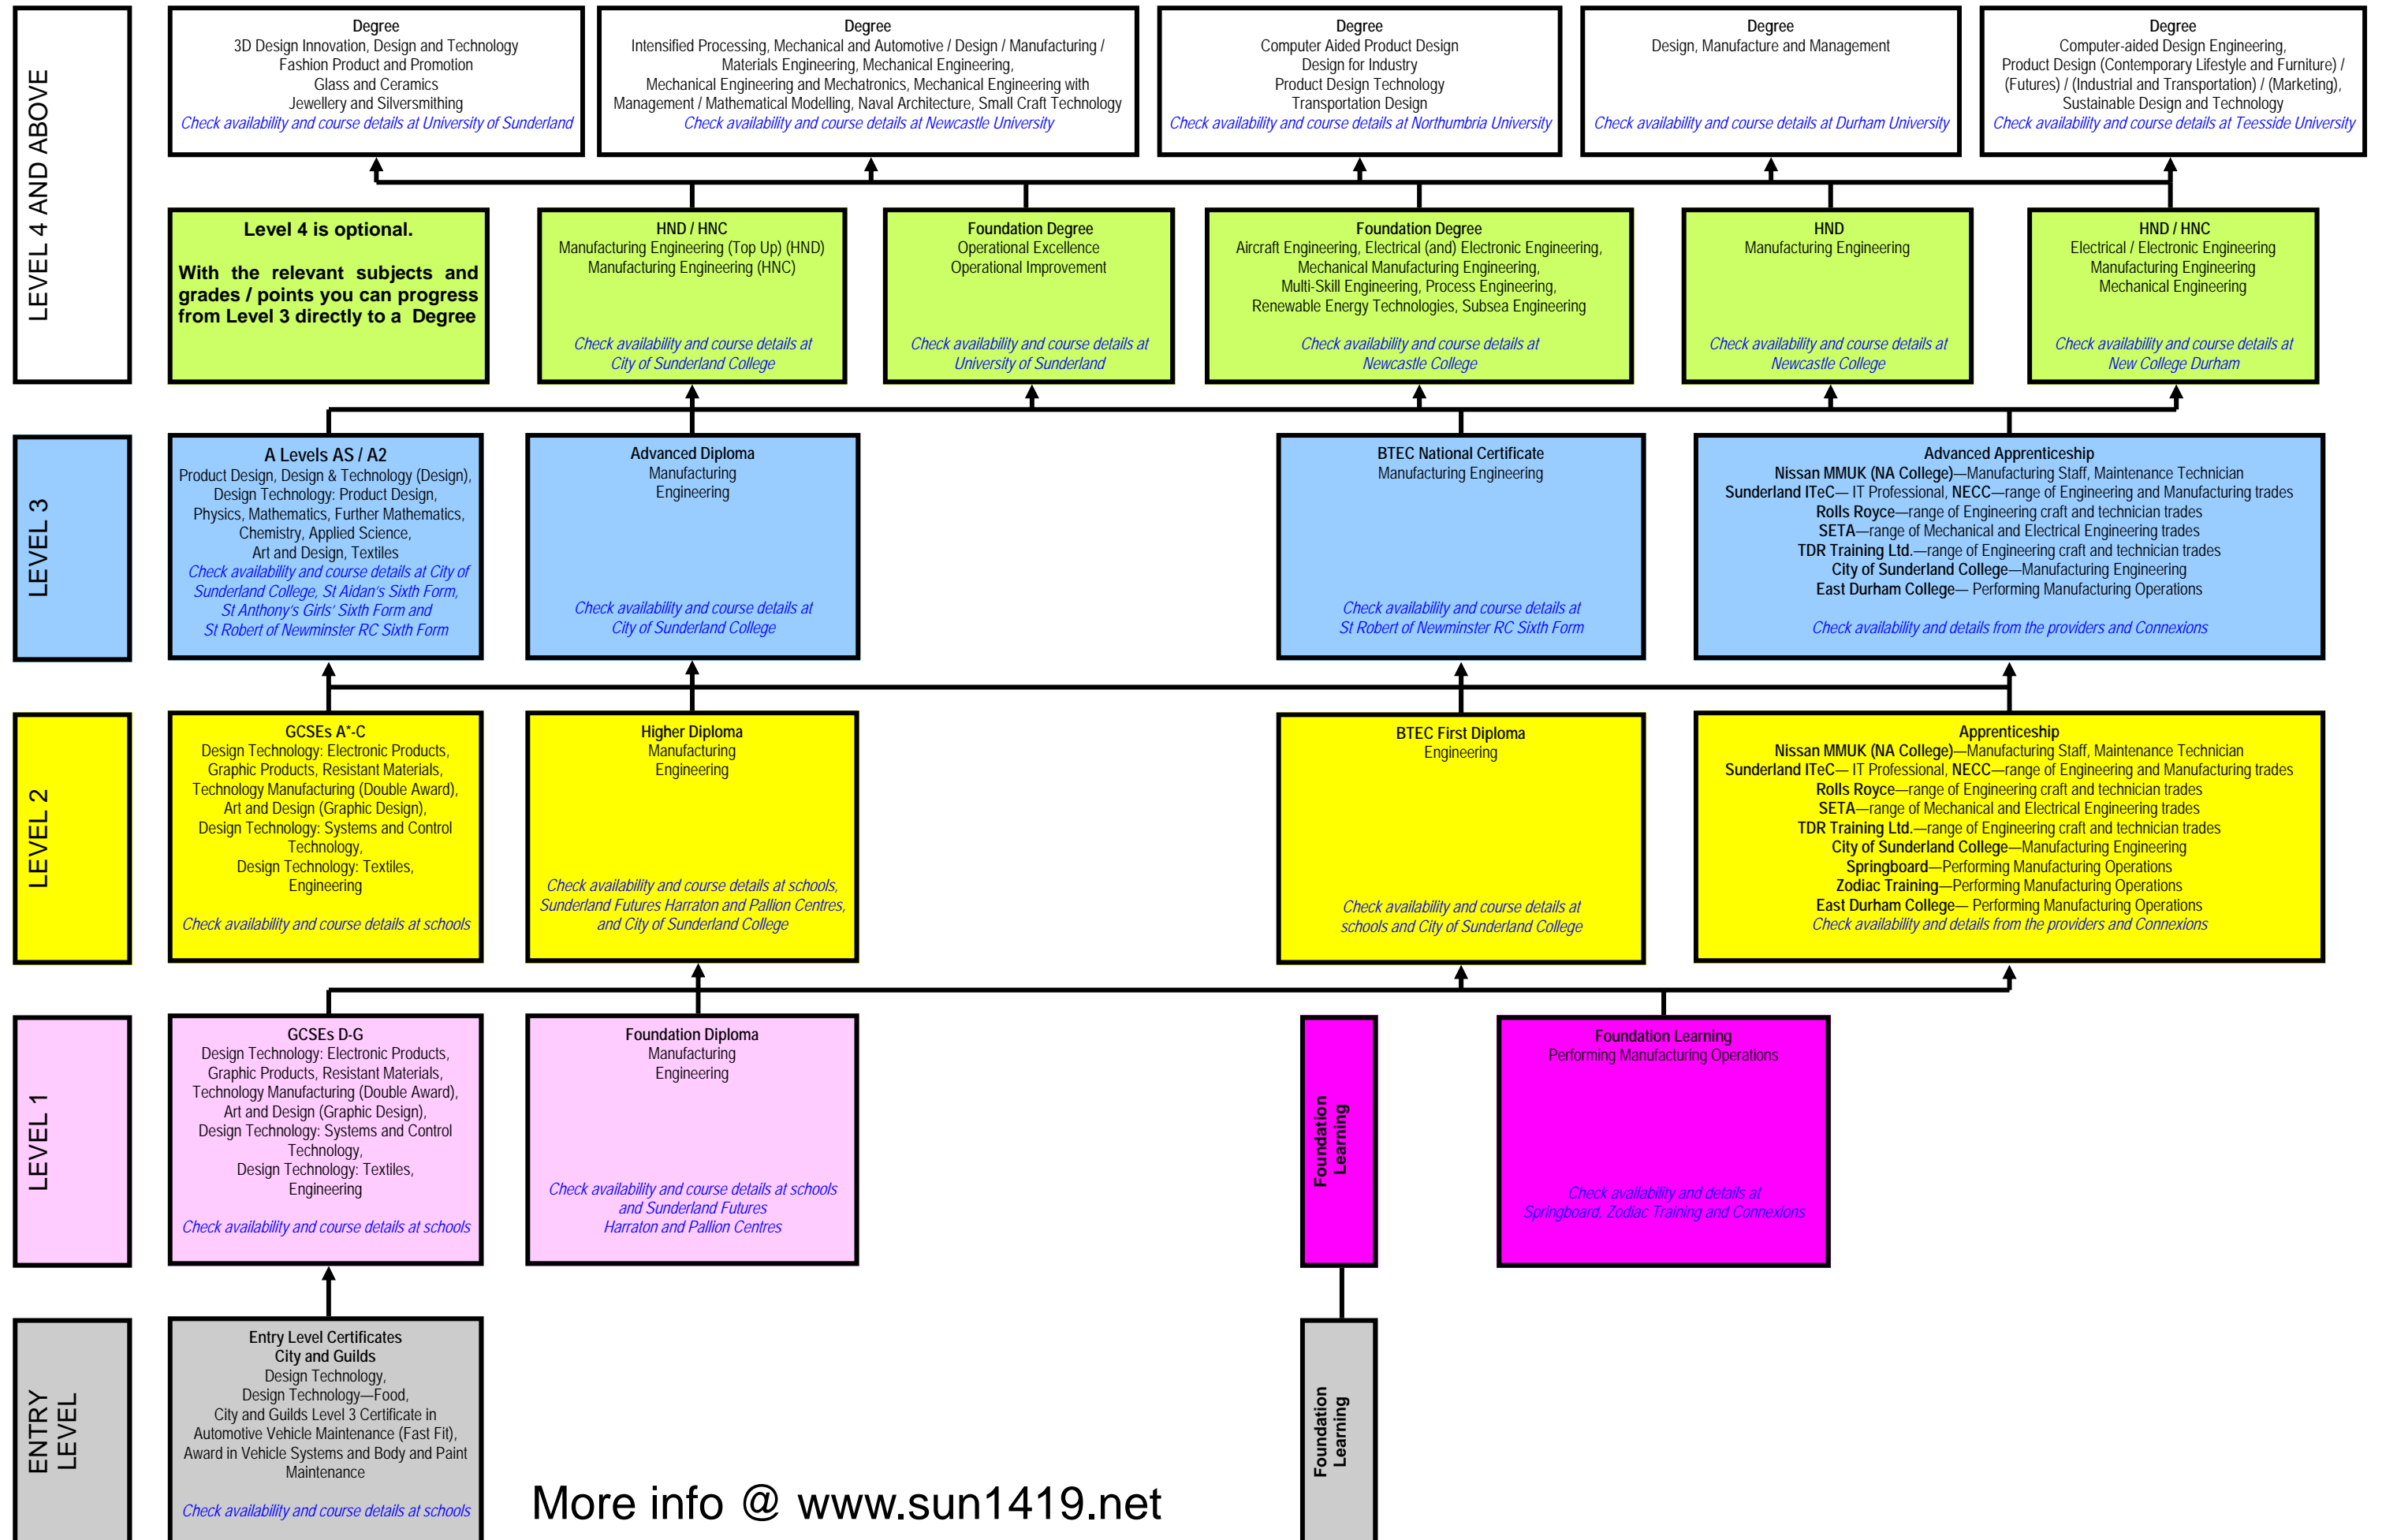 LEVEL 4 AND ABOVE
Degree
3D Design Innovation, Design and Technology
Fashion Product and Promotion
Glass and Ceramics
Jewellery and Silversmithing
Check availability and course details at University of Sunderland
Degree
Intensified Processing, Mechanical and Automotive / Design / Manufacturing /
Materials Engineering, Mechanical Engineering,
Mechanical Engineering and Mechatronics, Mechanical Engineering with
Management / Mathematical Modelling, Naval Architecture, Small Craft Technology
Check availability and course details at Newcastle University
Degree
Computer Aided Product Design
Design for Industry
Product Design Technology
Transportation Design
Check availability and course details at Northumbria University
Degree
Design, Manufacture and Management
Check availability and course details at Durham University
Degree
Computer-aided Design Engineering,
Product Design (Contemporary Lifestyle and Furniture) /
(Futures) / (Industrial and Transportation) / (Marketing),
Sustainable Design and Technology
Check availability and course details at Teesside University
Level 4 is optional.
With the relevant subjects and
grades / points you can progress
from Level 3 directly to a Degree
HND / HNC
Manufacturing Engineering (Top Up) (HND)
Manufacturing Engineering (HNC)
Check availability and course details at
City of Sunderland College
Foundation Degree
Operational Excellence
Operational Improvement
Check availability and course details at
University of Sunderland
Foundation Degree
Aircraft Engineering, Electrical (and) Electronic Engineering,
Mechanical Manufacturing Engineering,
Multi-Skill Engineering, Process Engineering,
Renewable Energy Technologies, Subsea Engineering
Check availability and course details at
Newcastle College
HND
Manufacturing Engineering
Check availability and course details at
Newcastle College
HND / HNC
Electrical / Electronic Engineering
Manufacturing Engineering
Mechanical Engineering
Check availability and course details at
New College Durham
LEVEL 3
A Levels AS / A2
Product Design, Design & Technology (Design),
Design Technology: Product Design,
Physics, Mathematics, Further Mathematics,
Chemistry, Applied Science,
Art and Design, Textiles
Check availability and course details at City of
Sunderland College, St Aidan's Sixth Form,
St Anthony's Girls' Sixth Form and
St Robert of Newminster RC Sixth Form
Advanced Diploma
Manufacturing
Engineering
Check availability and course details at
City of Sunderland College
BTEC National Certificate
Manufacturing Engineering
Check availability and course details at
St Robert of Newminster RC Sixth Form
Advanced Apprenticeship
Nissan MMUK (NA College)—Manufacturing Staff, Maintenance Technician
Sunderland ITeC— IT Professional, NECC—range of Engineering and Manufacturing trades
Rolls Royce—range of Engineering craft and technician trades
SETA—range of Mechanical and Electrical Engineering trades
TDR Training Ltd.—range of Engineering craft and technician trades
City of Sunderland College—Manufacturing Engineering
East Durham College— Performing Manufacturing Operations
Check availability and details from the providers and Connexions
LEVEL 2
GCSEs A*-C
Design Technology: Electronic Products,
Graphic Products, Resistant Materials,
Technology Manufacturing (Double Award),
Art and Design (Graphic Design),
Design Technology: Systems and Control
Technology,
Design Technology: Textiles,
Engineering
Check availability and course details at schools
Higher Diploma
Manufacturing
Engineering
Check availability and course details at schools,
Sunderland Futures Harraton and Pallion Centres,
and City of Sunderland College
BTEC First Diploma
Engineering
Check availability and course details at
schools and City of Sunderland College
Apprenticeship
Nissan MMUK (NA College)—Manufacturing Staff, Maintenance Technician
Sunderland ITeC— IT Professional, NECC—range of Engineering and Manufacturing trades
Rolls Royce—range of Engineering craft and technician trades
SETA—range of Mechanical and Electrical Engineering trades
TDR Training Ltd.—range of Engineering craft and technician trades
City of Sunderland College—Manufacturing Engineering
Springboard—Performing Manufacturing Operations
Zodiac Training—Performing Manufacturing Operations
East Durham College— Performing Manufacturing Operations
Check availability and details from the providers and Connexions
LEVEL 1
GCSEs D-G
Design Technology: Electronic Products,
Graphic Products, Resistant Materials,
Technology Manufacturing (Double Award),
Art and Design (Graphic Design),
Design Technology: Systems and Control
Technology,
Design Technology: Textiles,
Engineering
Check availability and course details at schools
Foundation Diploma
Manufacturing
Engineering
Check availability and course details at schools
and Sunderland Futures
Harraton and Pallion Centres
Foundation
Learning
Foundation Learning
Performing Manufacturing Operations
Check availability and details at
Springboard, Zodiac Training and Connexions
ENTRY
LEVEL
Entry Level Certificates
City and Guilds
Design Technology,
Design Technology—Food,
City and Guilds Level 3 Certificate in
Automotive Vehicle Maintenance (Fast Fit),
Award in Vehicle Systems and Body and Paint
Maintenance
Check availability and course details at schools
Foundation
Learning
More info @ www.sun1419.net